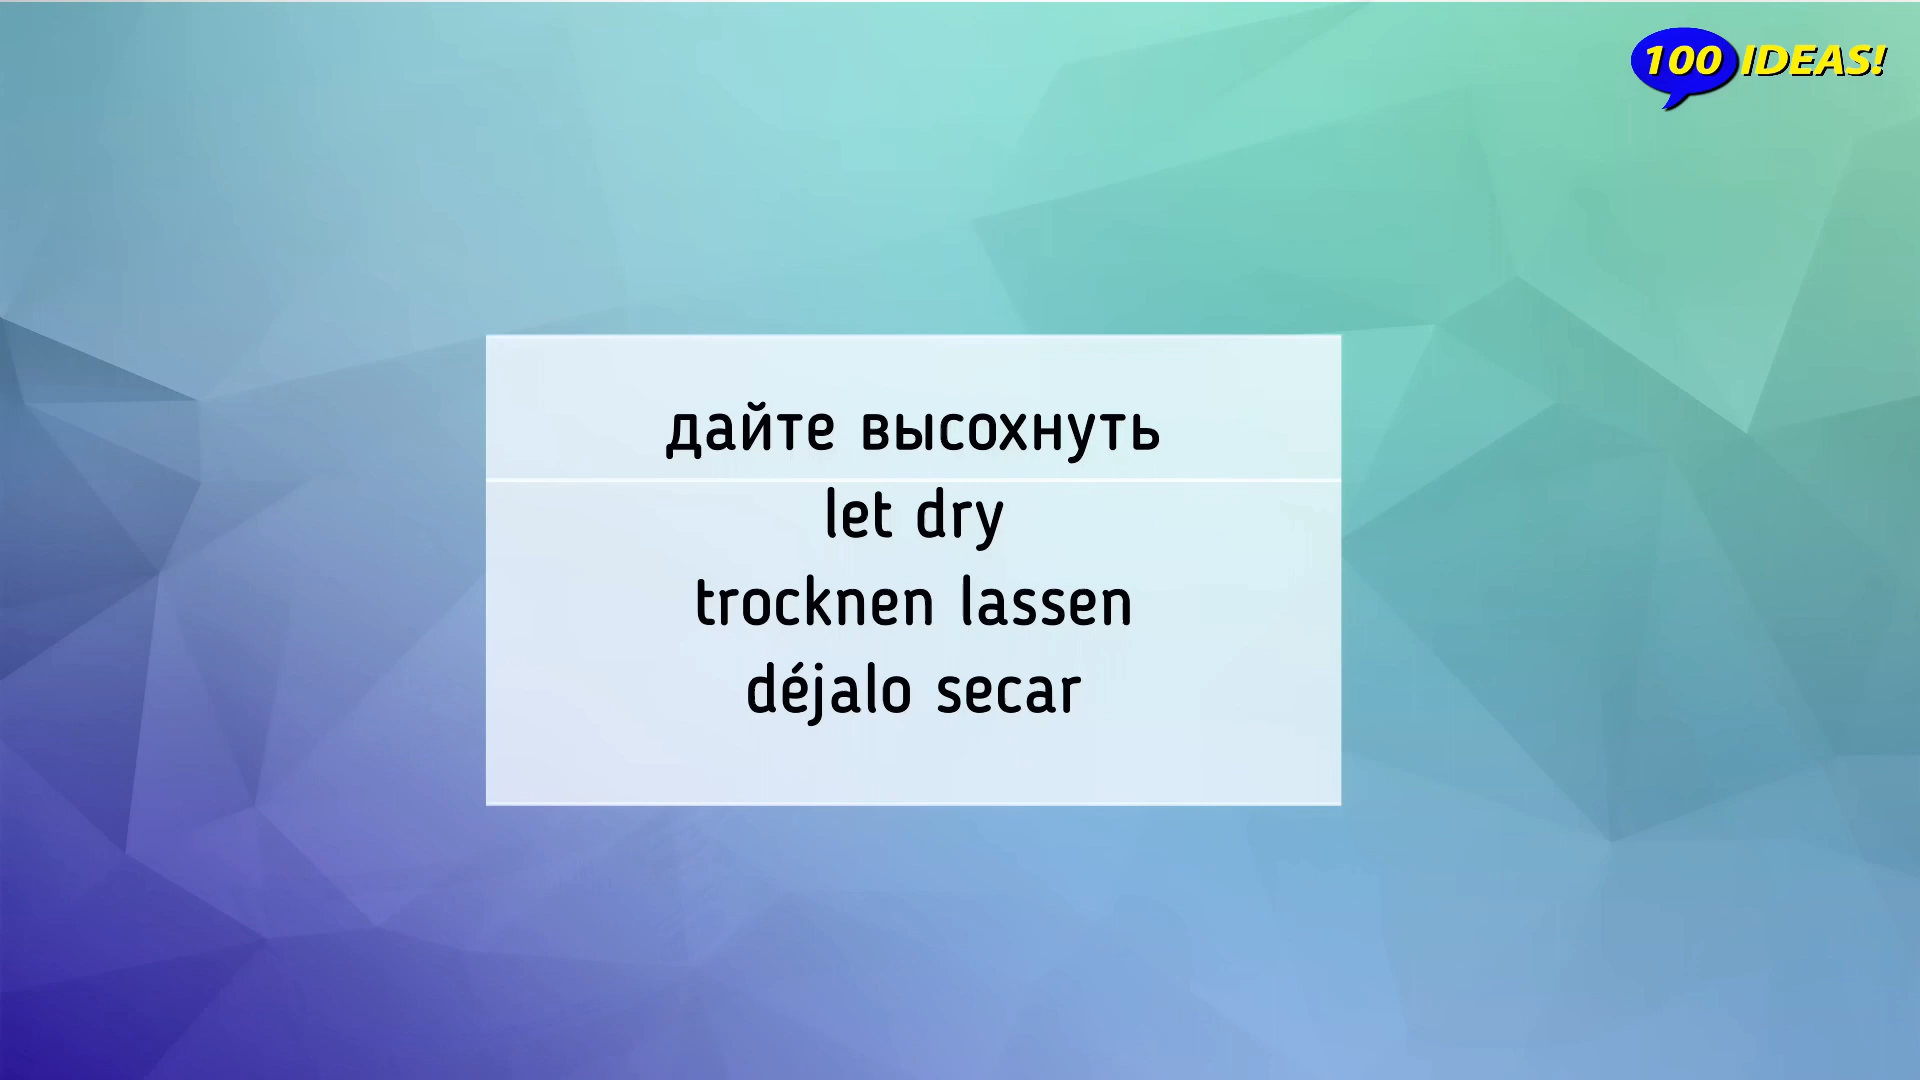 100 IDEAS!
дайте высохнуть
let dry
trocknen lassen
déjalo secar